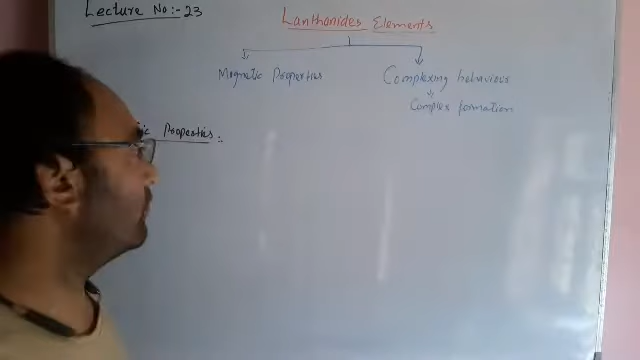 Lecture No:- 23
Lanthanides Elements
Magnetic Properties
Complexing behaviour
Complex formation
Properties :-